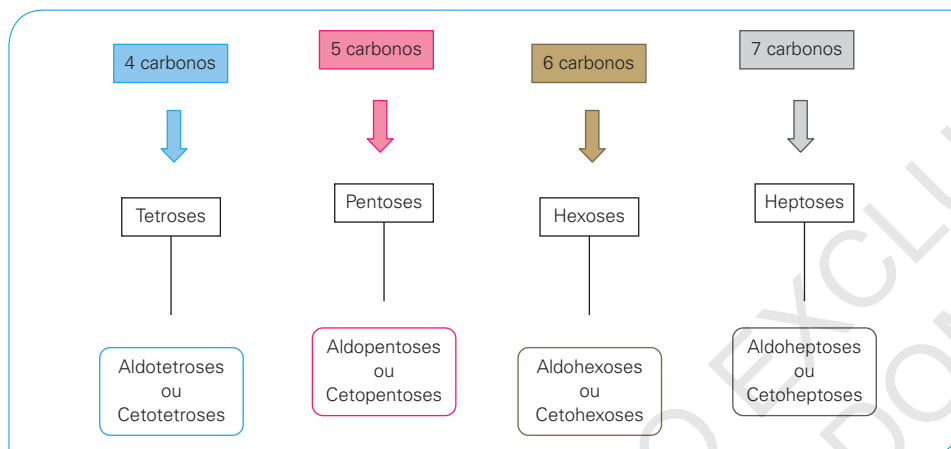 4 carbonos
5 carbonos
6 carbonos
7 carbonos
Tetroses
Pentoses
Hexoses
Heptoses
Aldotetroses
ou
Cetotetroses
Aldopentoses
ou
Cetopentoses
Aldohexoses
ou
Cetohexoses
Aldoheptoses
ou
Cetoheptoses